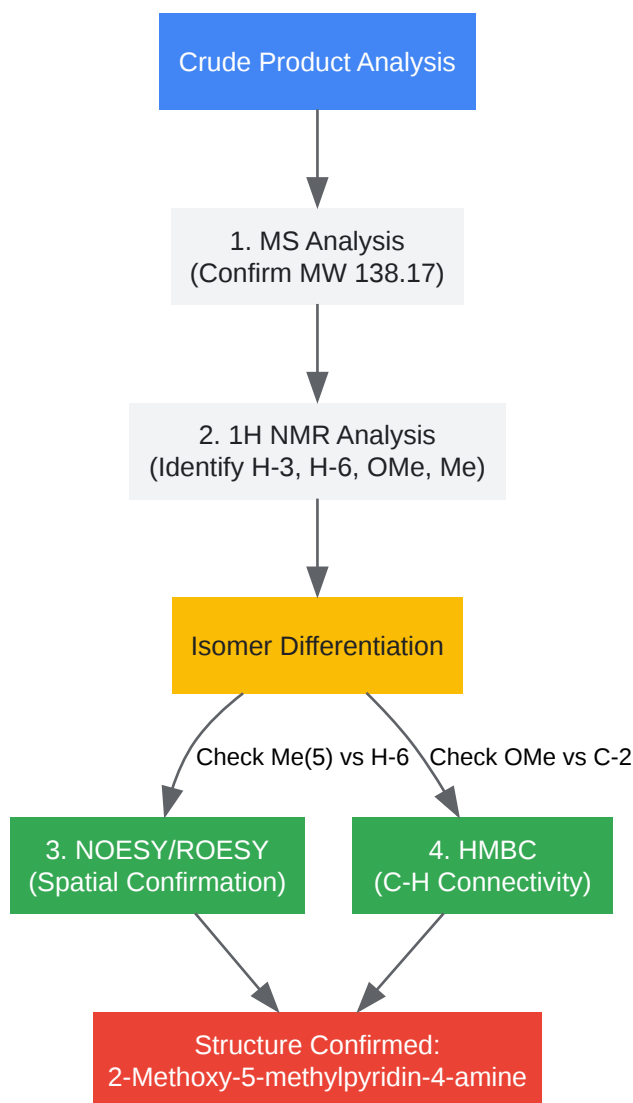 Crude Product Analysis
1. MS Analysis
(Confirm MW 138.17)
2. 1H NMR Analysis
(Identify H-3, H-6, OMe, Me)
Isomer Differentiation
Check Me(5) vs H-6
Check OMe vs C-2
3. NOESY/ROESY
(Spatial Confirmation)
4. HMBC
(C-H Connectivity)
Structure Confirmed:
2-Methoxy-5-methylpyridin-4-amine